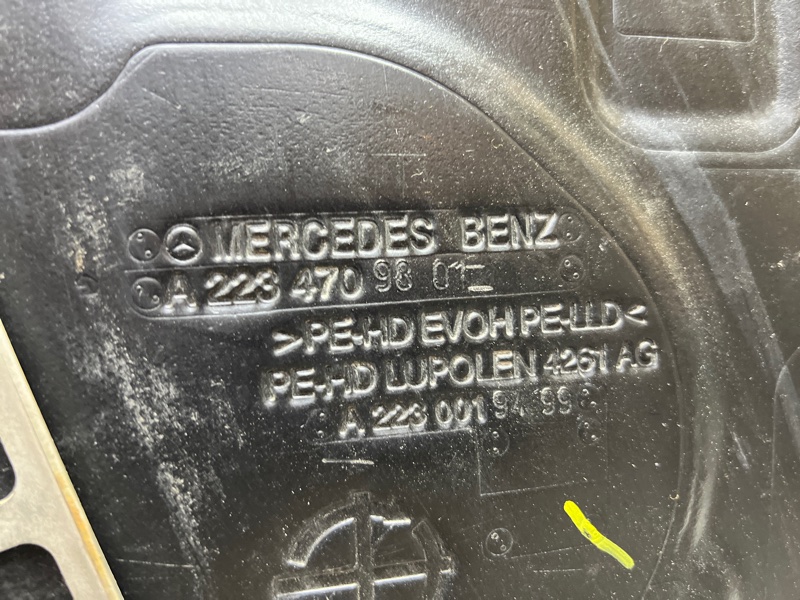 MERCEDES BENZ
A 223 470 98 01
>PE-HD EVOH PE-LLD<
PE-HD LUPOLEN 4261 AG
A 223 001 94 99